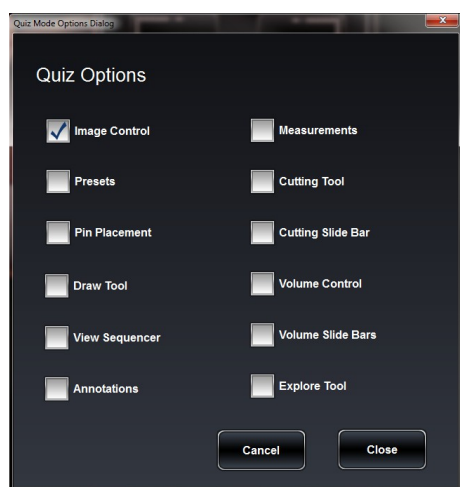 Quiz Mode Options Dialog
Quiz Options
Image Control
Measurements
Presets
Cutting Tool
Pin Placement
Cutting Slide Bar
Draw Tool
Volume Control
View Sequencer
Volume Slide Bars
Annotations
Explore Tool
Cancel
Close